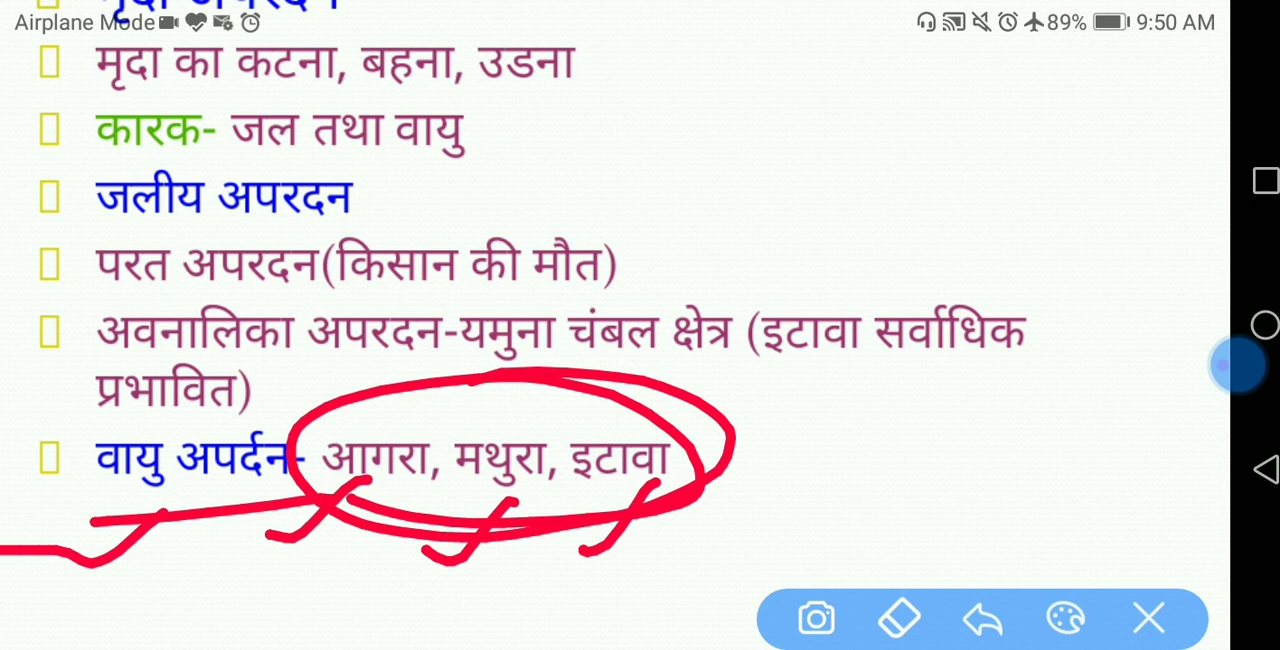 मृदा अपरदन
Airplane Mode 89% 9:50 AM
मृदा का कटना, बहना, उडना
कारक- जल तथा वायु
जलीय अपरदन
परत अपरदन(किसान की मौत)
अवनालिका अपरदन-यमुना चंबल क्षेत्र (इटावा सर्वाधिक
प्रभावित)
वायु अपर्दन- आगरा, मथुरा, इटावा